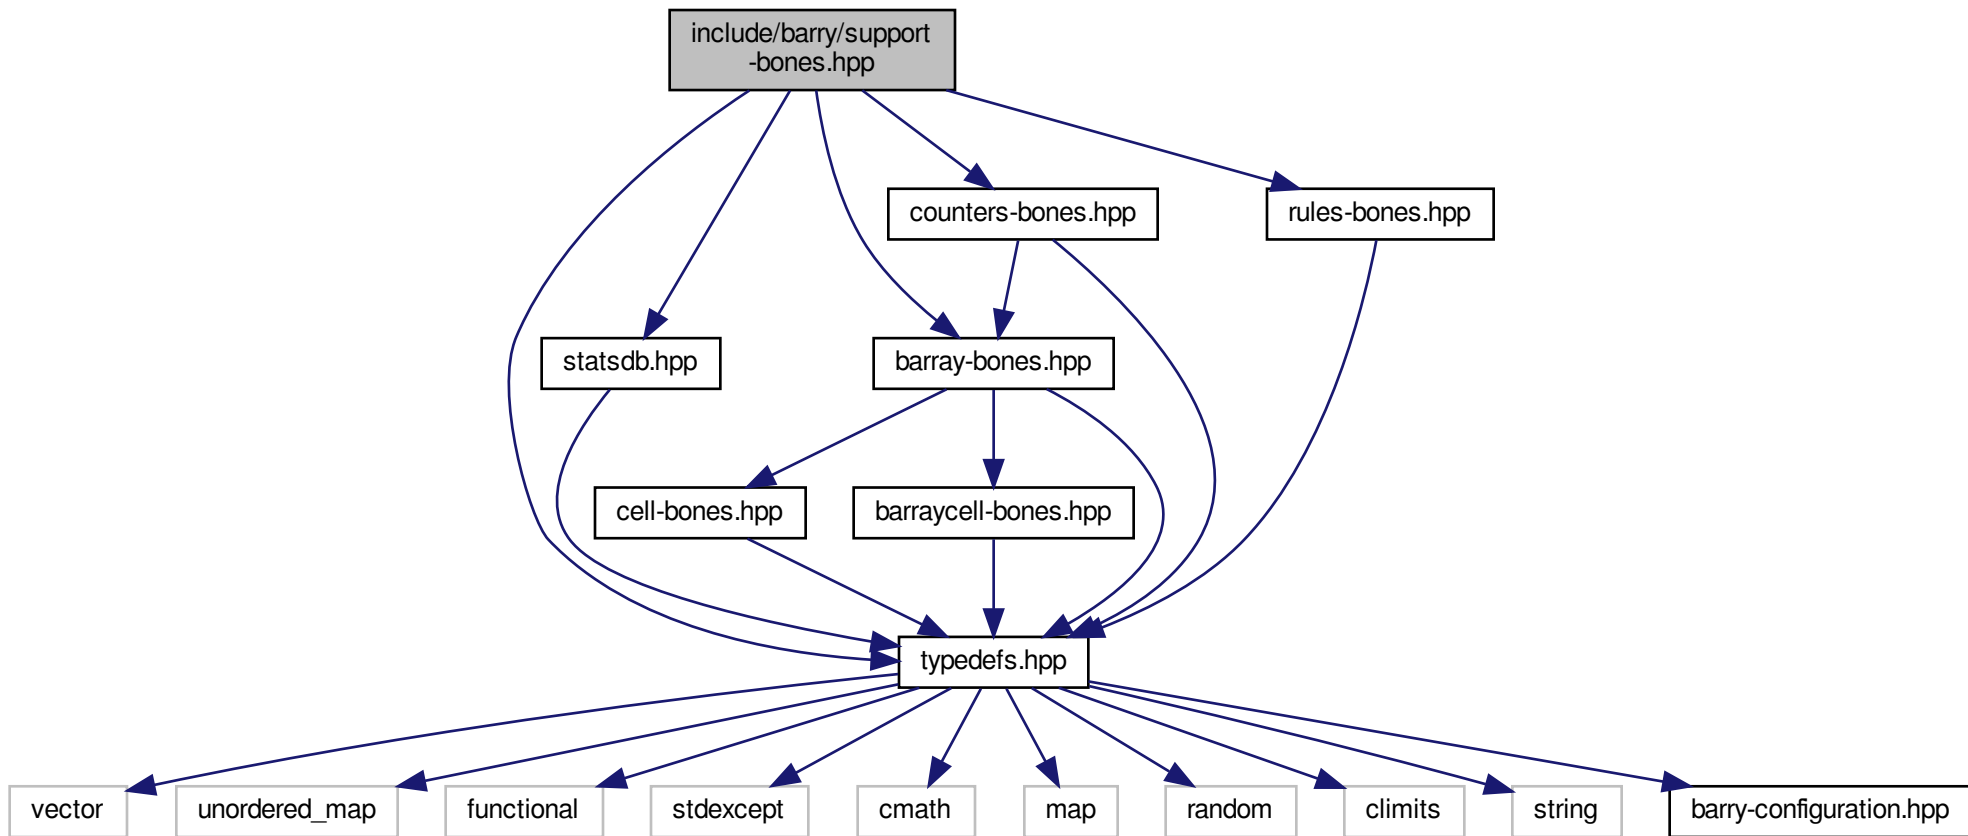 include/barry/support
-bones.hpp
counters-bones.hpp
rules-bones.hpp
statsdb.hpp
barray-bones.hpp
cell-bones.hpp
barraycell-bones.hpp
typedefs.hpp
vector
unordered_map
functional
stdexcept
cmath
map
random
climits
string
barry-configuration.hpp